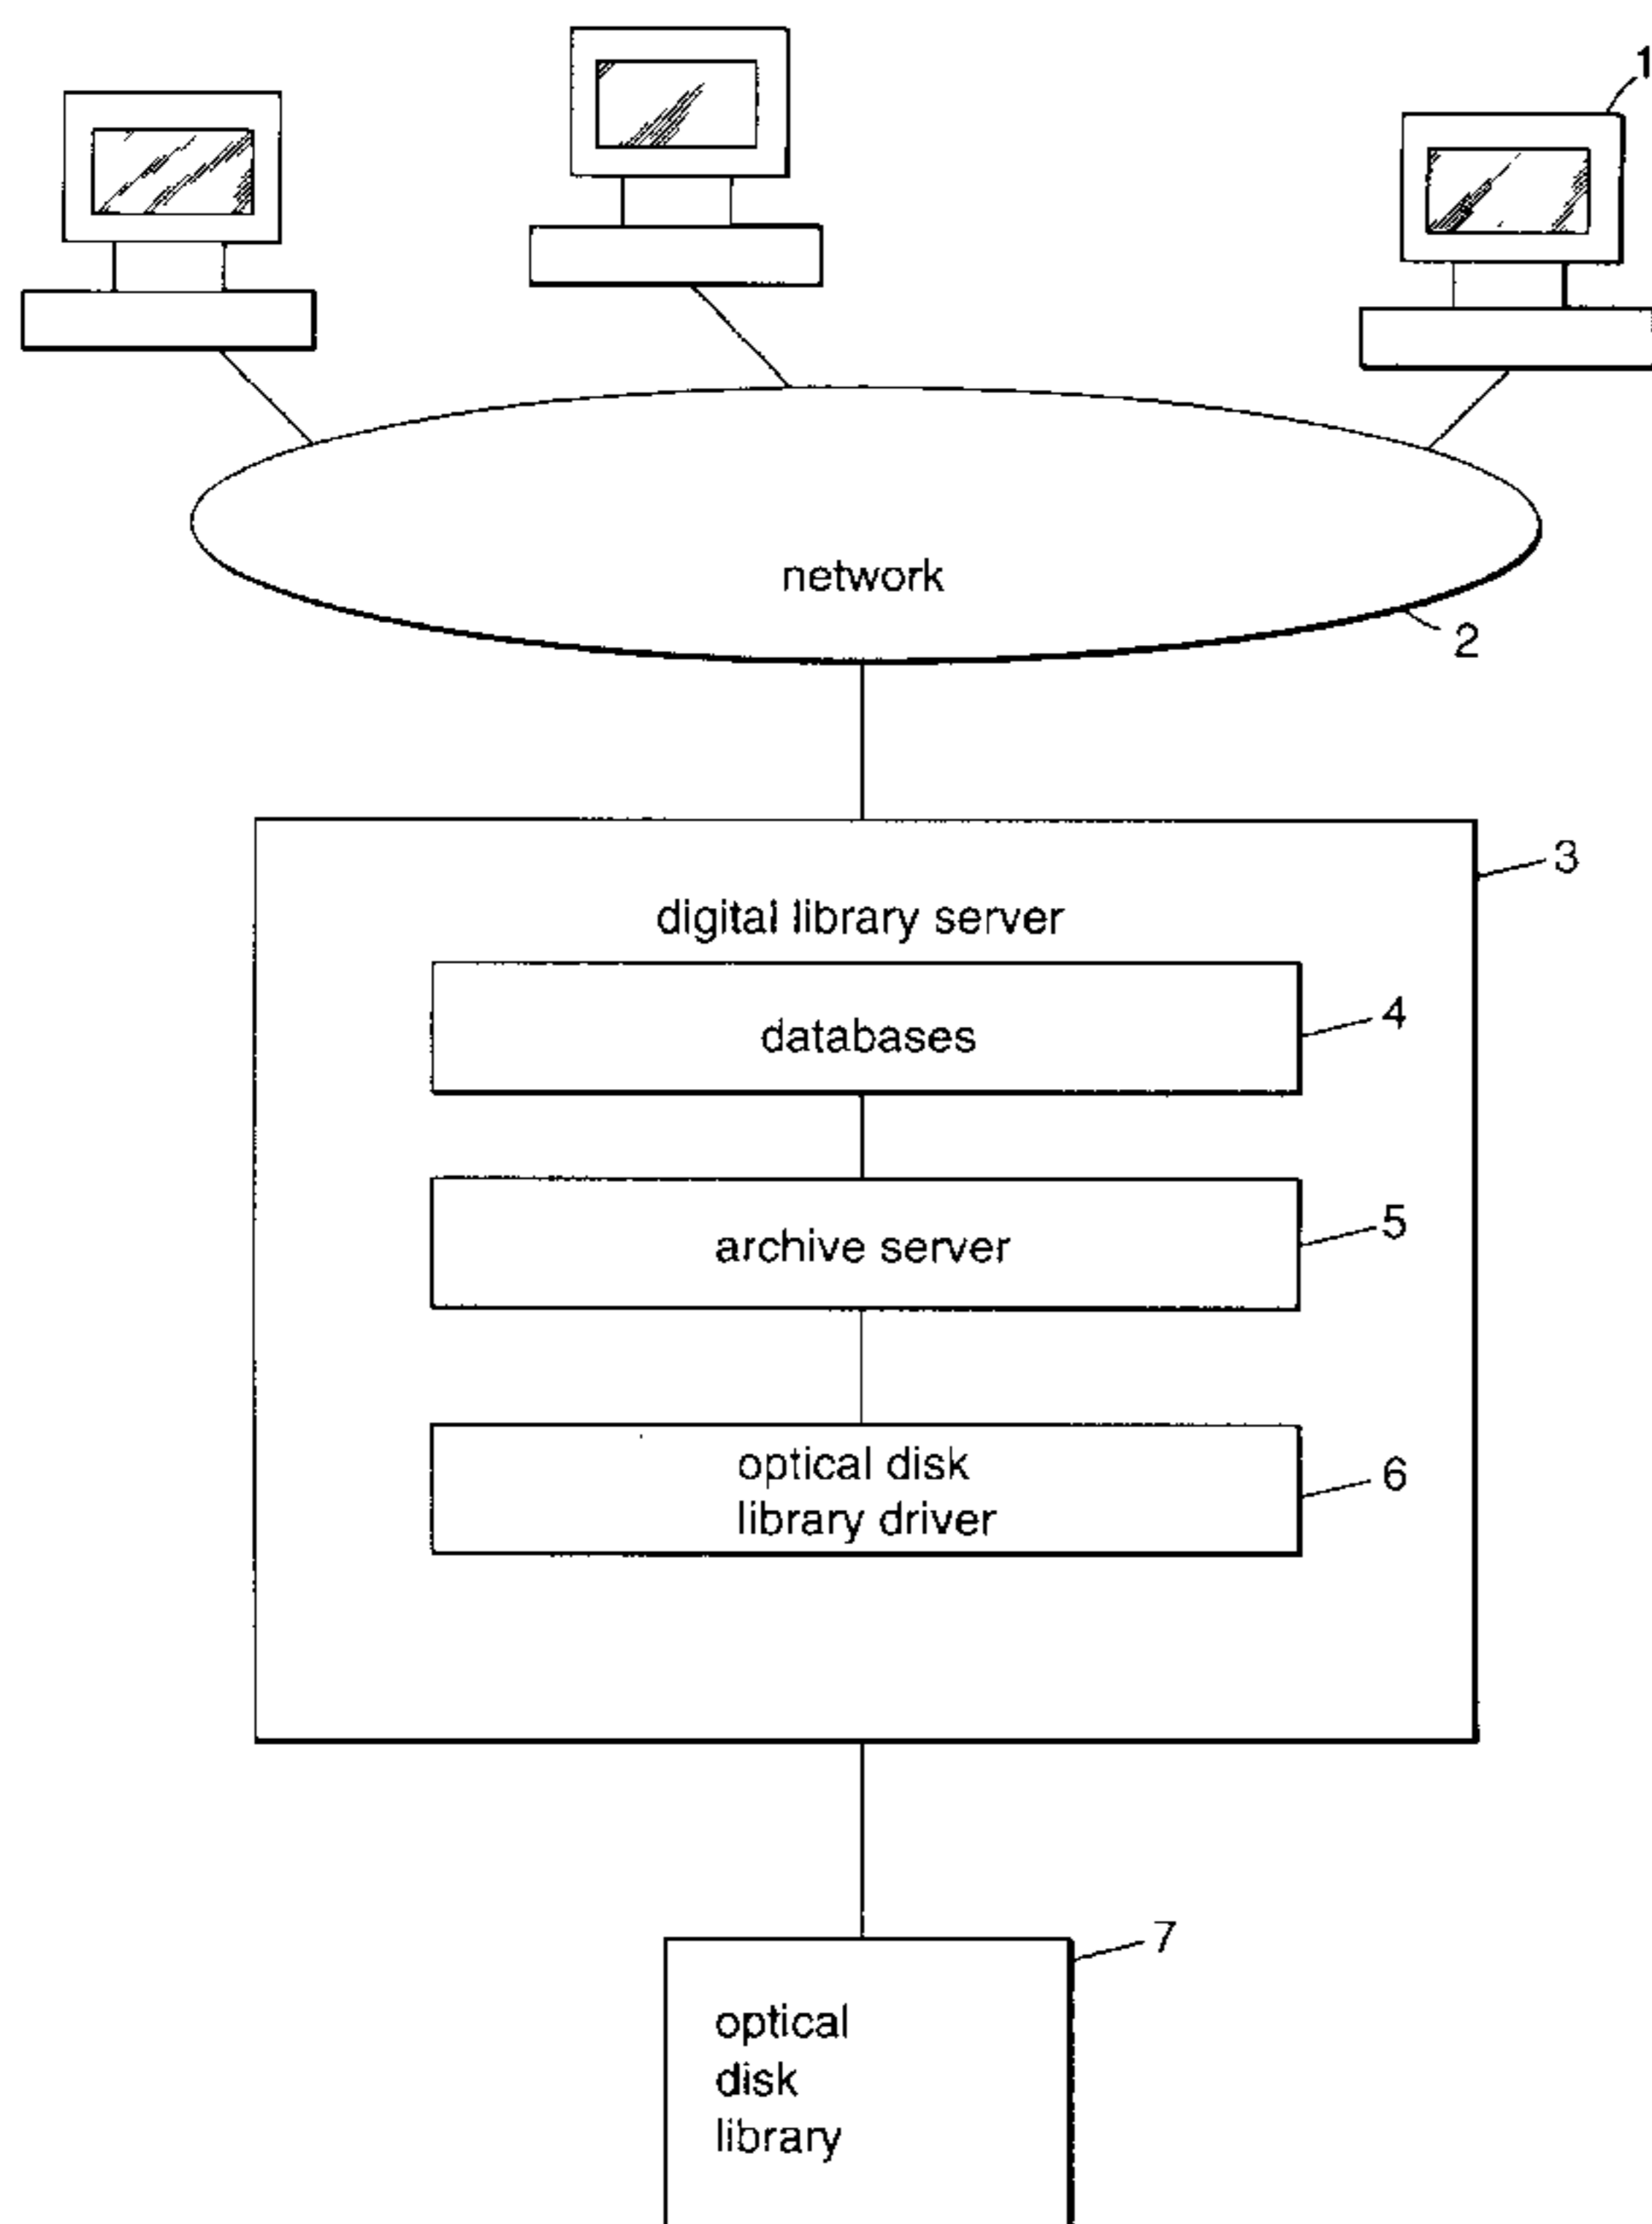 1
network
2
3
digital library server
databases
4
archive server
5
optical disk
library driver
6
7
optical
disk
library